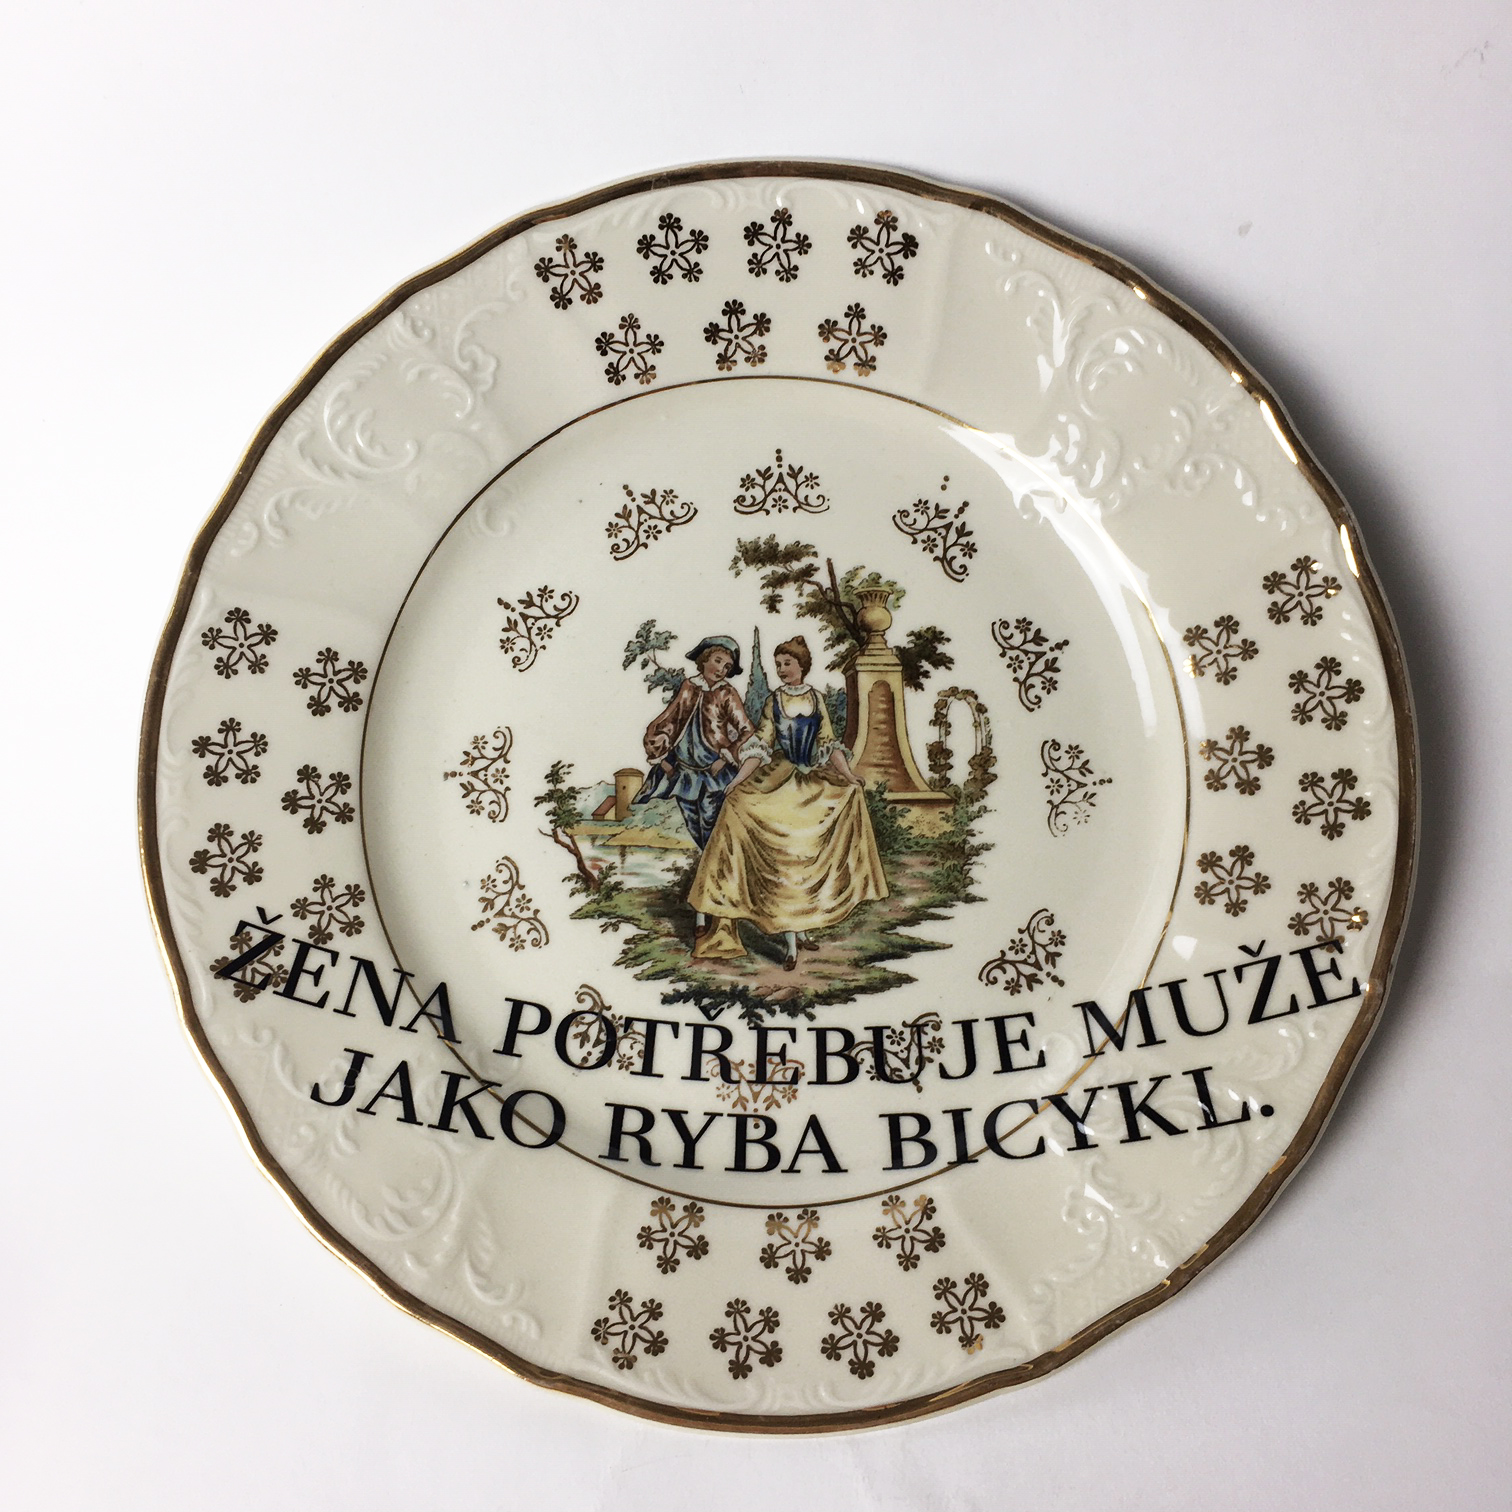 ŽENA POTŘEBUJE MUŽE
JAKO RYBA BICYKL.